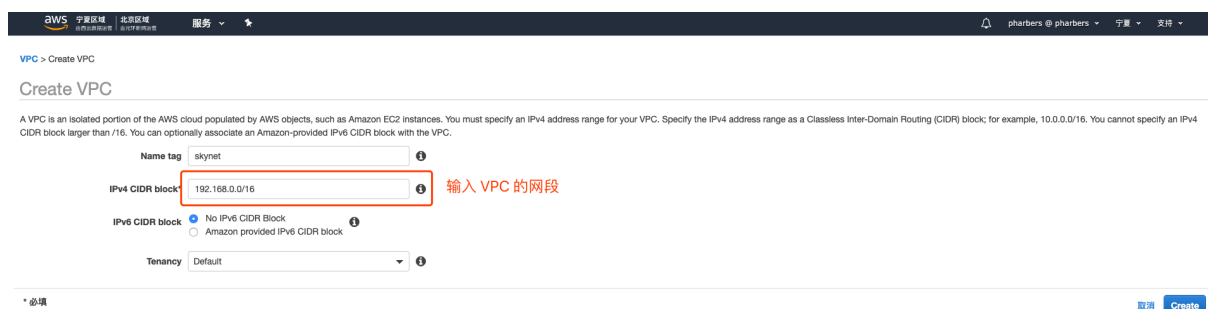 aws 宁夏区域 北京区域 服务 pharbers @ pharbers 宁夏 支持
VPC > Create VPC
Create VPC
A VPC is an isolated portion of the AWS cloud populated by AWS objects, such as Amazon EC2 instances. You must specify an IPv4 address range for your VPC. Specify the IPv4 address range as a Classless Inter-Domain Routing (CIDR) block; for example, 10.0.0.0/16. You cannot specify an IPv4
CIDR block larger than /16. You can optionally associate an Amazon-provided IPv6 CIDR block with the VPC.
Name tag skynet
IPv4 CIDR block* 192.168.0.0/16 输入 VPC 的网段
IPv6 CIDR block No IPv6 CIDR Block
Amazon provided IPv6 CIDR block
Tenancy Default
* 必填
取消 Create